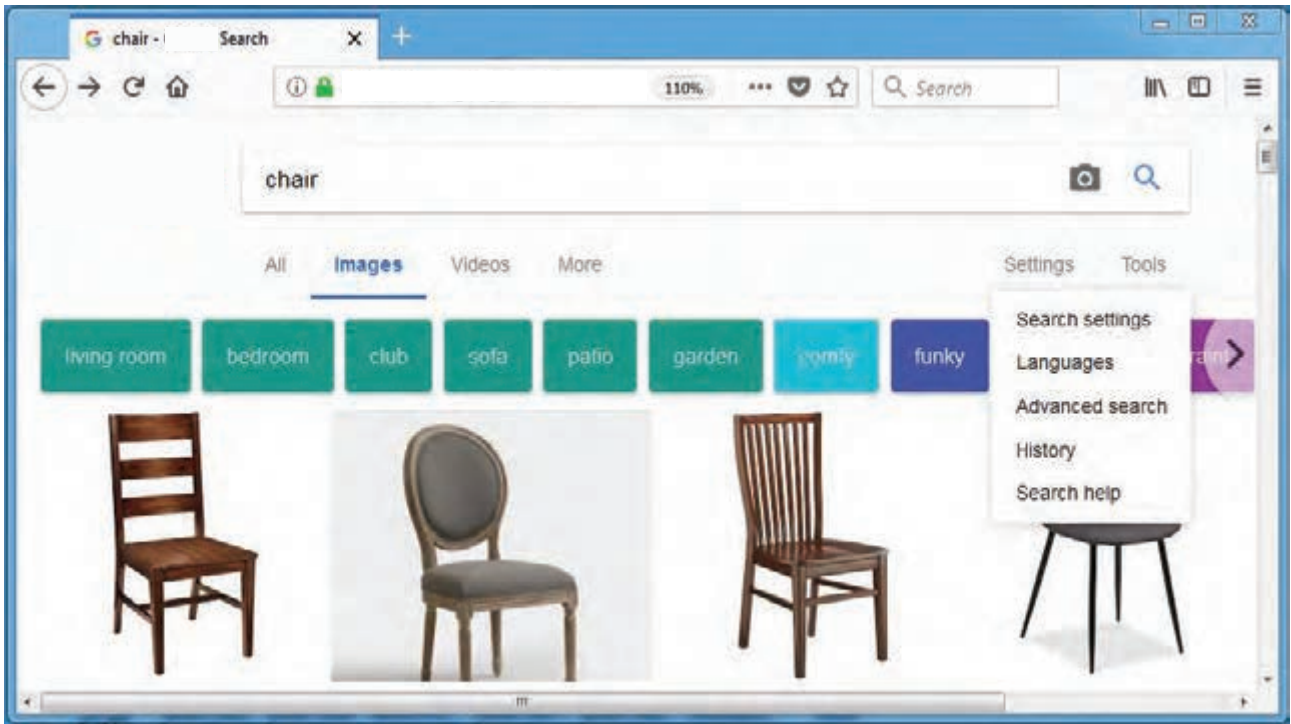 chair - Search
110% Search
chair
All Images Videos More Settings Tools
living room bedroom club sofa patio garden comfy funky
Search settings
Languages
Advanced search
History
Search help